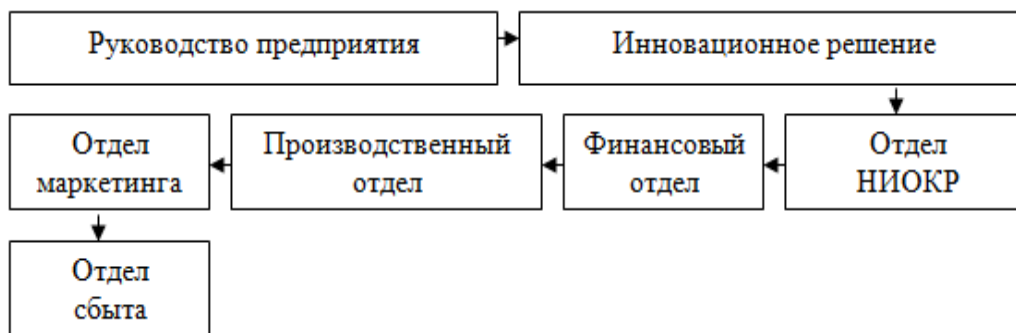 Руководство предприятия
Инновационное решение
Отдел
маркетинга
Производственный
отдел
Финансовый
отдел
Отдел
НИОКР
Отдел
сбыта